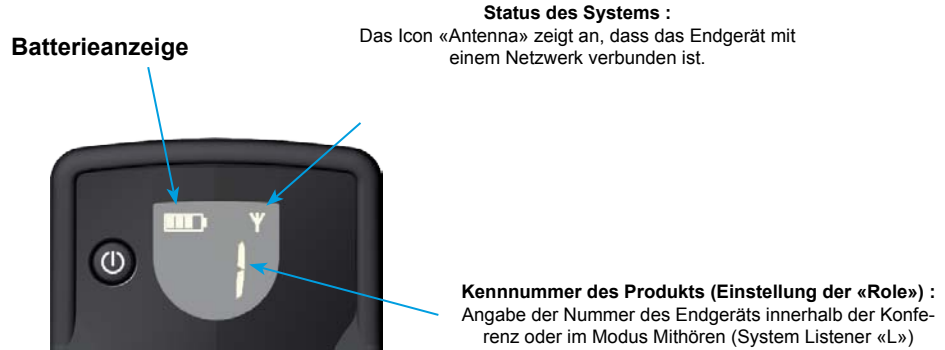 Status des Systems :
Das Icon «Antenna» zeigt an, dass das Endgerät mit
einem Netzwerk verbunden ist.
Batterieanzeige
1
Kennnummer des Produkts (Einstellung der «Role») :
Angabe der Nummer des Endgeräts innerhalb der Konfe-
renz oder im Modus Mithören (System Listener «L»)